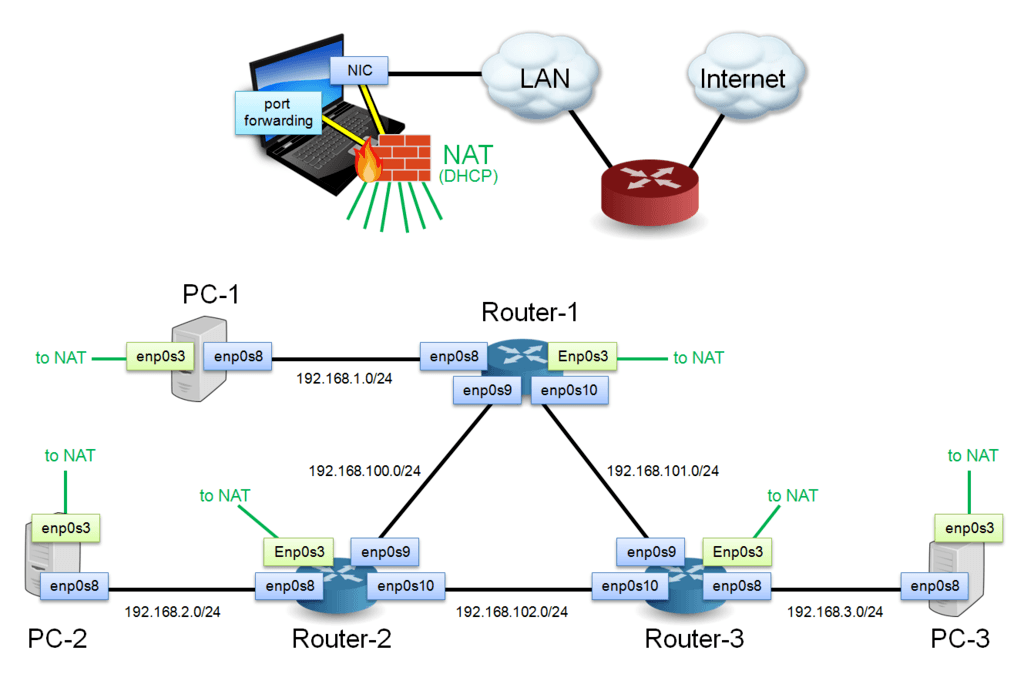 NIC
LAN
Internet
port
forwarding
NAT
(DHCP)
PC-1
Router-1
to NAT
enp0s3
enp0s8
enp0s8
Enp0s3
to NAT
192.168.1.0/24
enp0s9
enp0s10
to NAT
192.168.100.0/24
192.168.101.0/24
to NAT
to NAT
to NAT
enp0s3
enp0s3
Enp0s3
enp0s9
enp0s9
Enp0s3
enp0s8
enp0s8
enp0s10
enp0s10
enp0s8
enp0s8
192.168.2.0/24
192.168.102.0/24
192.168.3.0/24
PC-2
Router-2
Router-3
PC-3